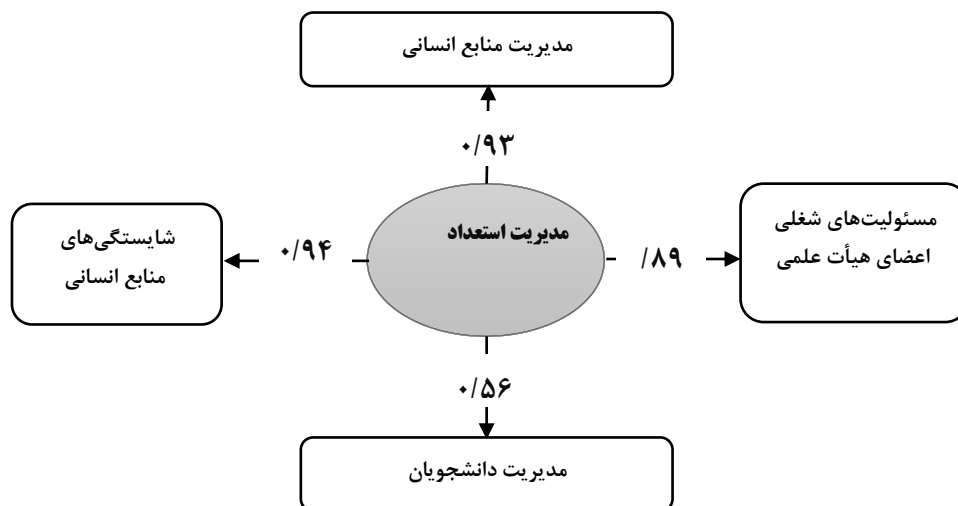 مدیریت منابع انسانی
۰/۹۳
مسئولیت‌های شغلی
اعضای هیأت علمی
/۸۹
مدیریت استعداد
۰/۹۴
شایستگی‌های
منابع انسانی
۰/۵۶
مدیریت دانشجویان